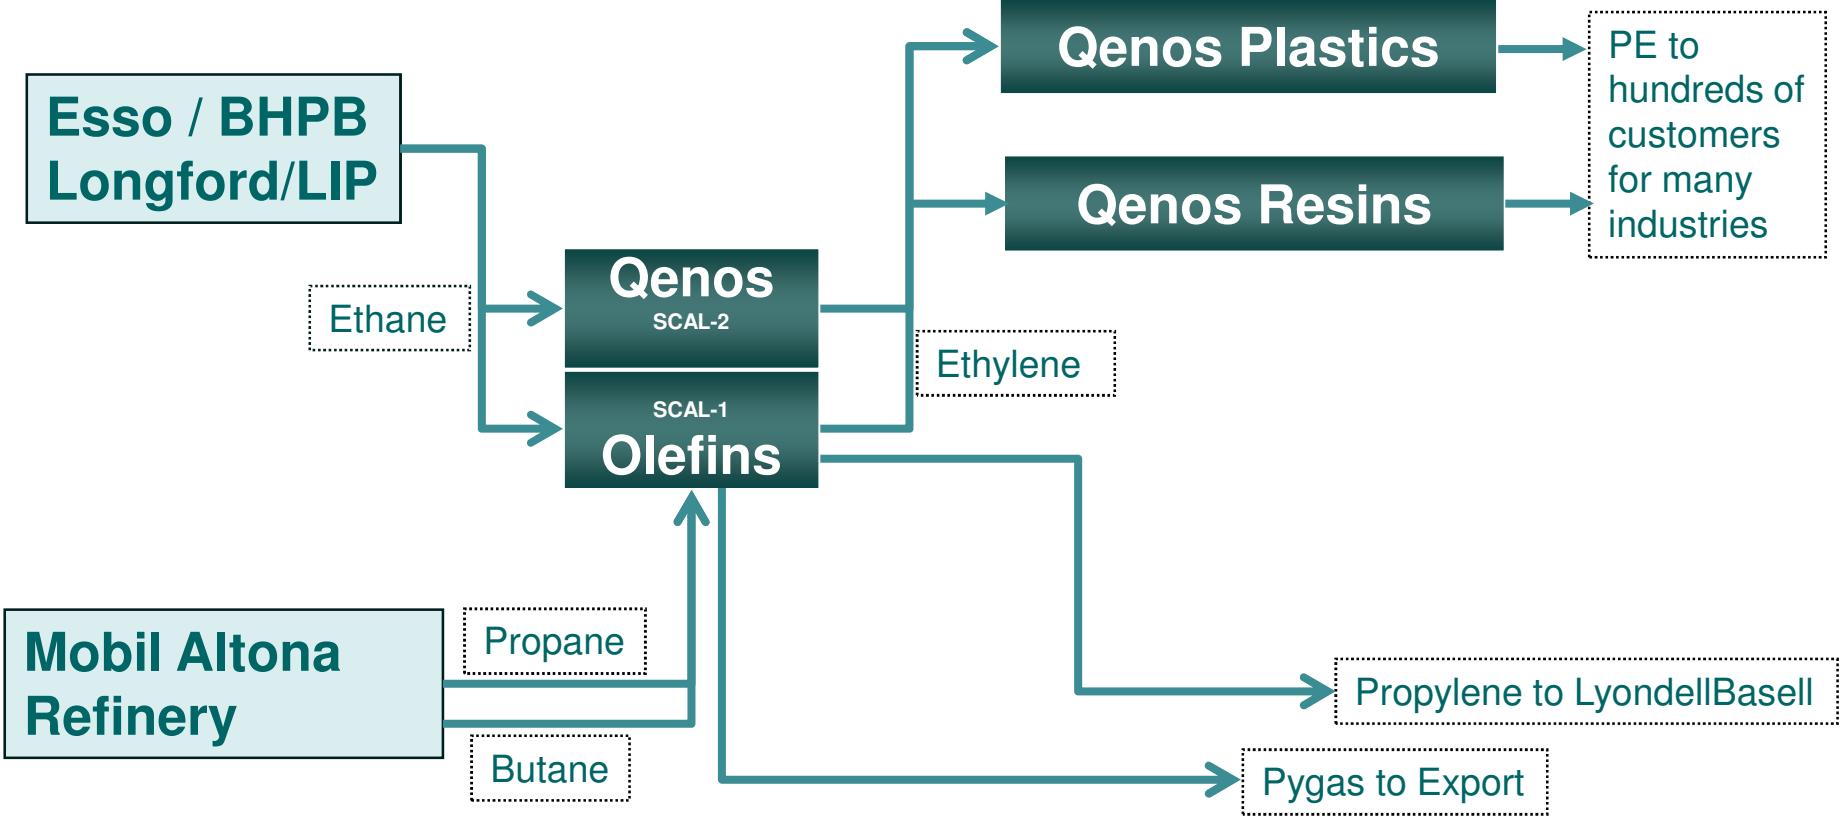 Esso / BHPB
Longford/LIP
Ethane
Qenos
SCAL-2
SCAL-1
Olefins
Qenos Plastics
Qenos Resins
PE to
hundreds of
customers
for many
industries
Ethylene
Mobil Altona
Refinery
Propane
Butane
Propylene to LyondellBasell
Pygas to Export